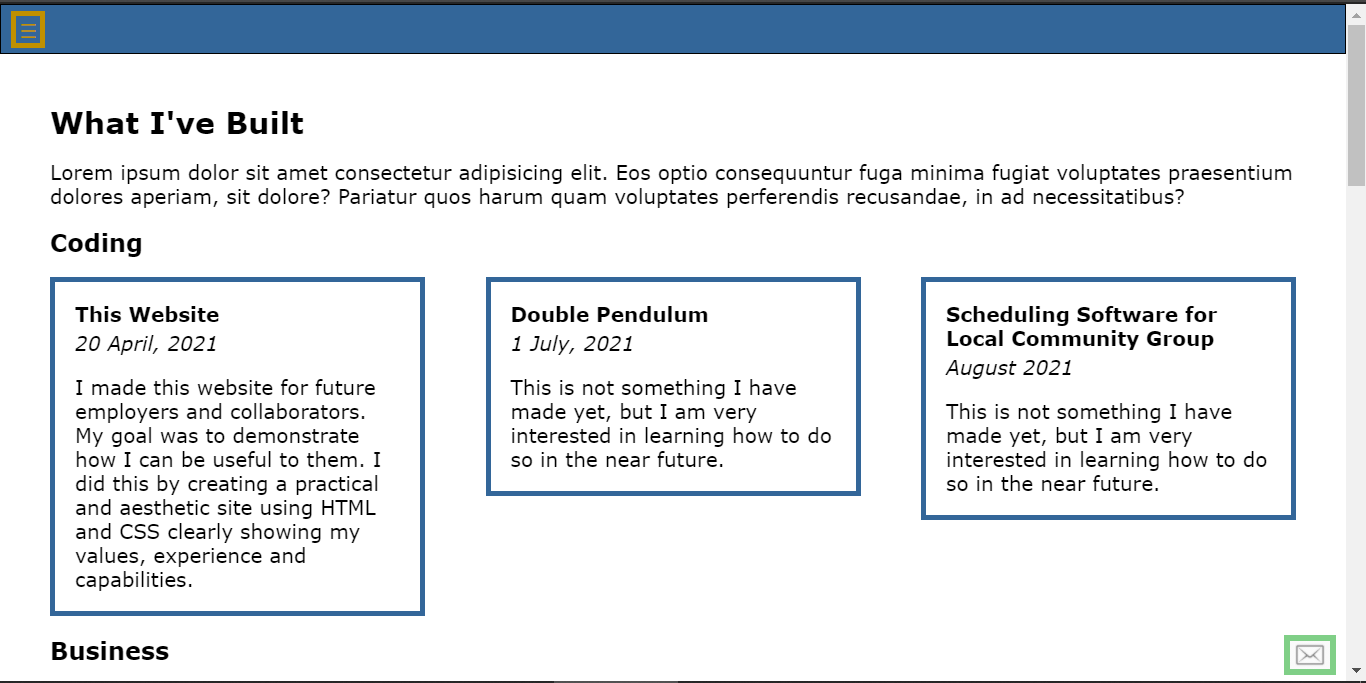 What I've Built
Lorem ipsum dolor sit amet consectetur adipisicing elit. Eos optio consequuntur fuga minima fugiat voluptates praesentium
dolores aperiam, sit dolore? Pariatur quos harum quam voluptates perferendis recusandae, in ad necessitatibus?
Coding
This Website
20 April, 2021
I made this website for future
employers and collaborators.
My goal was to demonstrate
how I can be useful to them. I
did this by creating a practical
and aesthetic site using HTML
and CSS clearly showing my
values, experience and
capabilities.
Double Pendulum
1 July, 2021
This is not something I have
made yet, but I am very
interested in learning how to do
so in the near future.
Scheduling Software for
Local Community Group
August 2021
This is not something I have
made yet, but I am very
interested in learning how to do
so in the near future.
Business